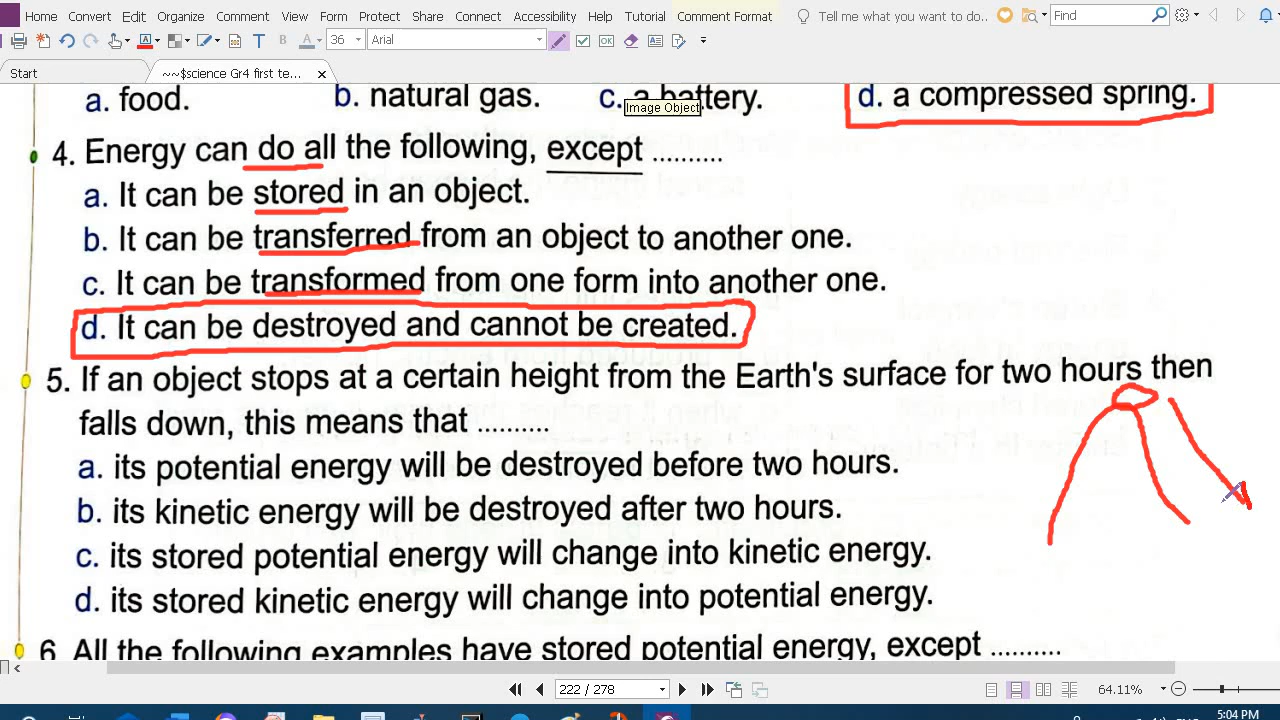 Home Convert Edit Organize Comment View Form Protect Share Connect Accessibility Help Tutorial Comment Format Tell me what you want to do.. Find
36 Arial
Start ~~$science Gr4 first te...
a. food. b. natural gas. c. a battery. d. a compressed spring.
Image Object
4. Energy can do all the following, except ..........
a. It can be stored in an object.
b. It can be transferred from an object to another one.
c. It can be transformed from one form into another one.
d. It can be destroyed and cannot be created.
5. If an object stops at a certain height from the Earth's surface for two hours then
falls down, this means that ..........
a. its potential energy will be destroyed before two hours.
b. its kinetic energy will be destroyed after two hours.
c. its stored potential energy will change into kinetic energy.
d. its stored kinetic energy will change into potential energy.
6. All the following examples have stored potential energy, except ..........
222 / 278 64.11%
5:04 PM